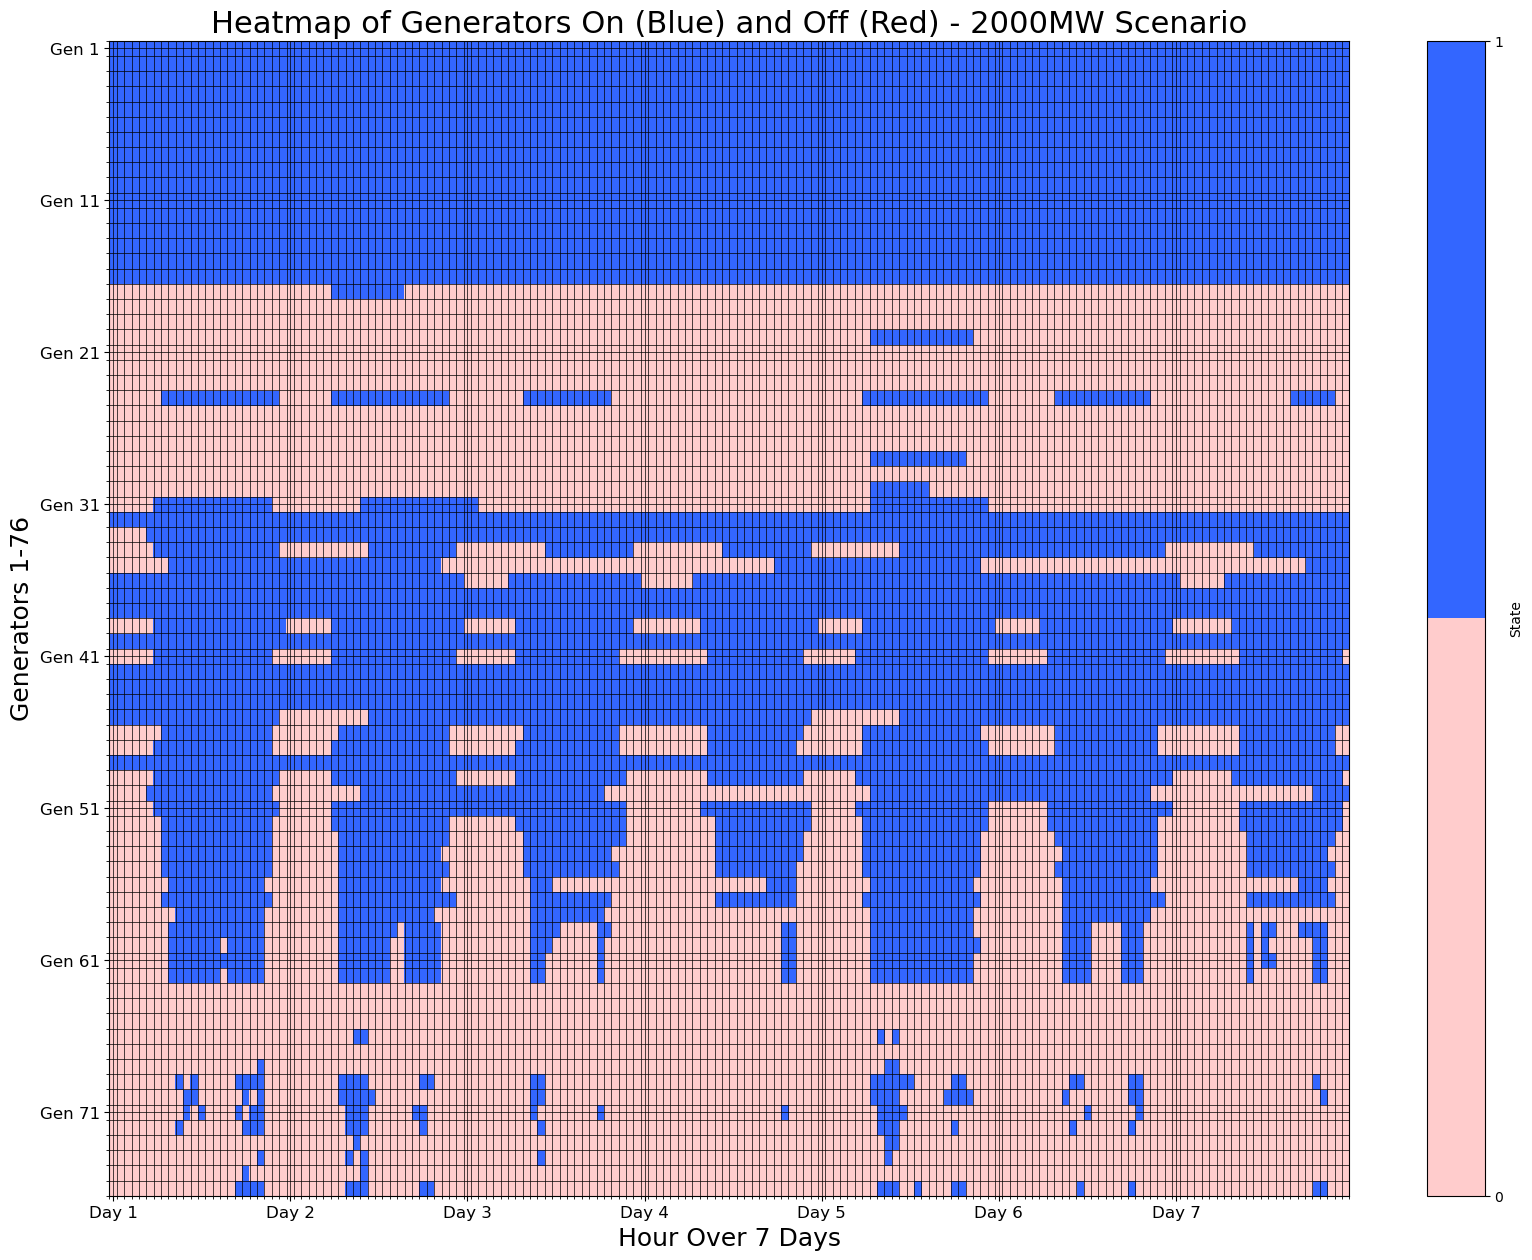 Heatmap of Generators On (Blue) and Off (Red) - 2000MW Scenario
Gen 1
Gen 11
Gen 21
Gen 31
Gen 41
Gen 51
Gen 61
Gen 71
Generators 1-76
Day 1
Day 2
Day 3
Day 4
Day 5
Day 6
Day 7
Hour Over 7 Days
1
0
State